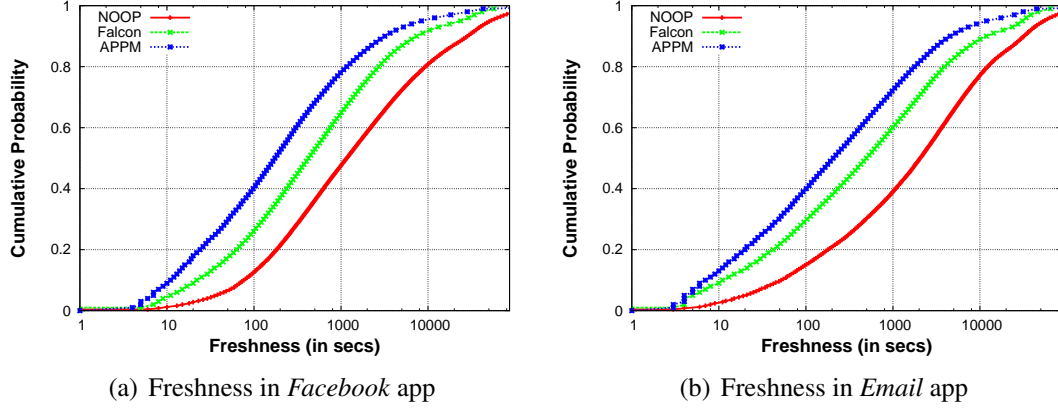 1
0.8
0.6
0.4
0.2
0
1 10 100 1000 10000
Cumulative Probability
Freshness (in secs)
NOOP
Falcon
APPM
(a) Freshness in Facebook app
1
0.8
0.6
0.4
0.2
0
1 10 100 1000 10000
Cumulative Probability
Freshness (in secs)
NOOP
Falcon
APPM
(b) Freshness in Email app